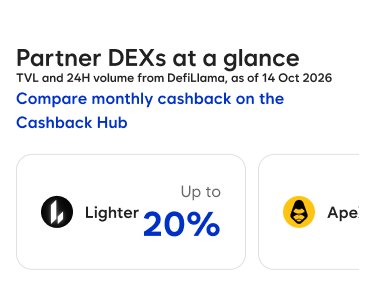 Partner DEXs at a glance
TVL and 24H volume from DefiLlama, as of 14 Oct 2026
Compare monthly cashback on the
Cashback Hub
Lighter
Up to
20%